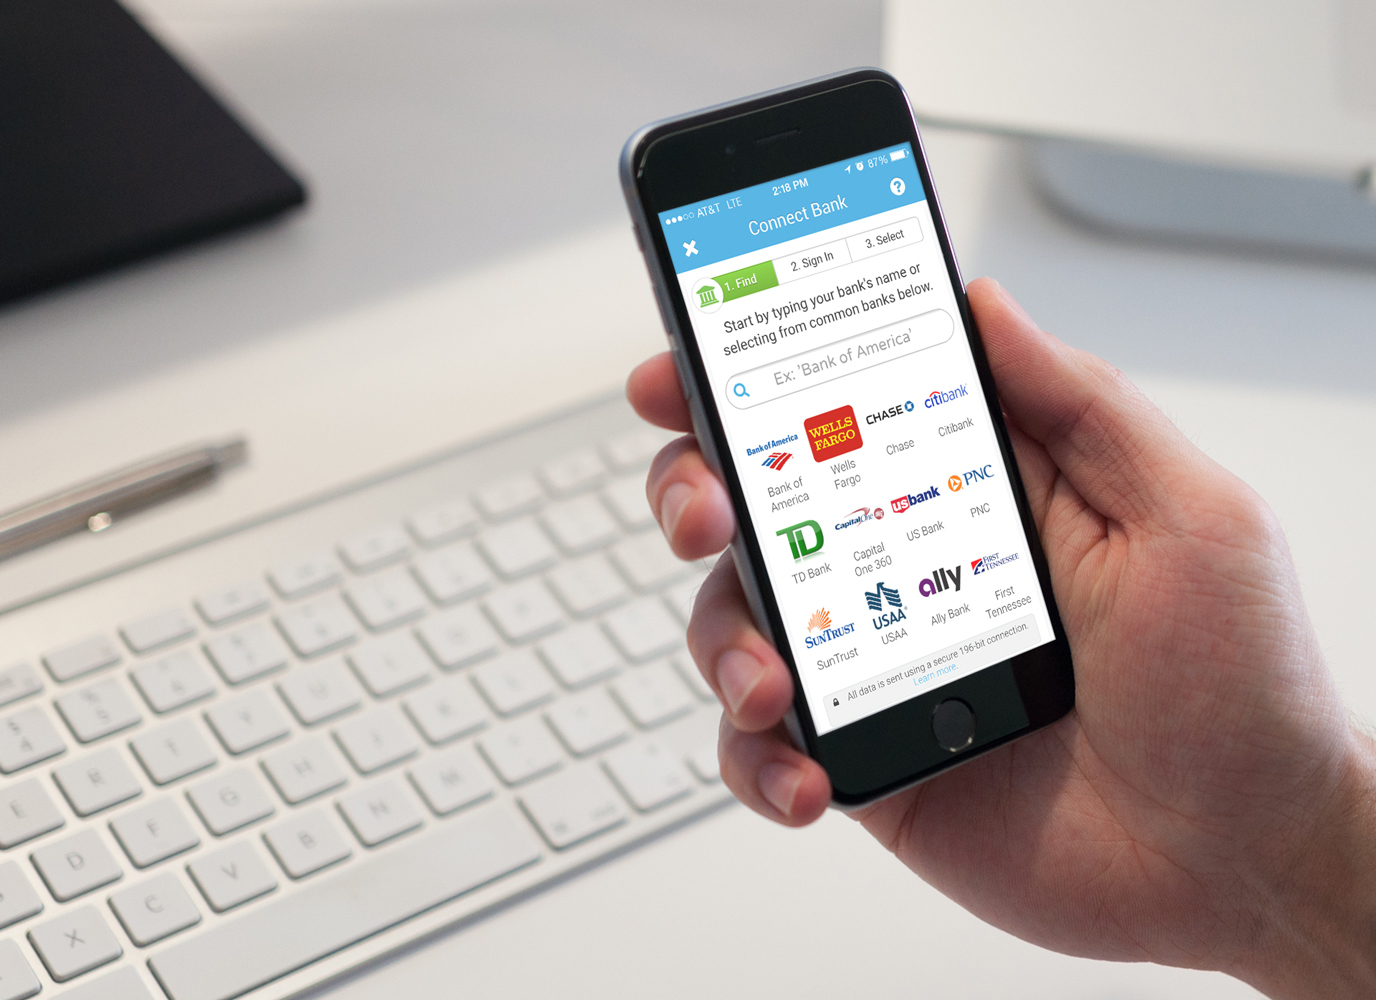 AT&T LTE 2:18 PM 87%
Connect Bank
?
1. Find 2. Sign In 3. Select
Start by typing your bank's name or
selecting from common banks below.
Ex: 'Bank of America'
Bank of America
WELLS
FARGO
CHASE
citibank
Bank of
America
Wells
Fargo
Chase
Citibank
TD
Capital One 360
usbank
PNC
TD Bank
Capital
One 360
US Bank
PNC
SUNTRUST
USAA
ally
FIRST
TENNESSEE
SunTrust
USAA
Ally Bank
First
Tennessee
All data is sent using a secure 196-bit connection.
Learn more.
E R T Y
D F G H
X C V B N M